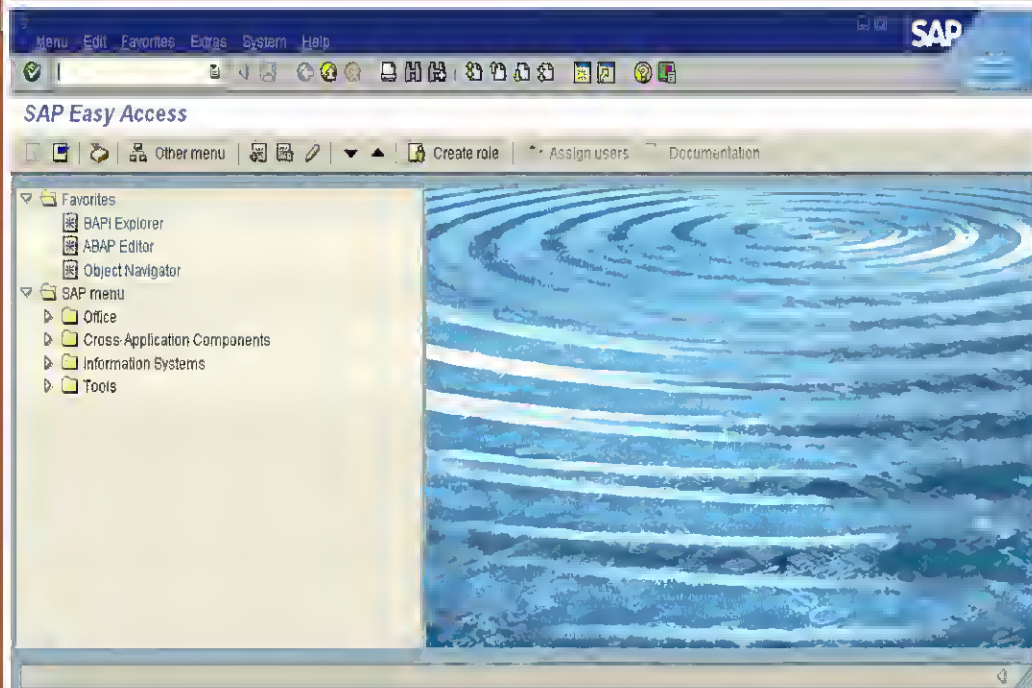 Menu Edit Favorites Extras System Help
SAP
SAP Easy Access
Other menu Create role Assign users Documentation
Favorites
BAPI Explorer
ABAP Editor
Object Navigator
SAP menu
Office
Cross-Application Components
Information Systems
Tools